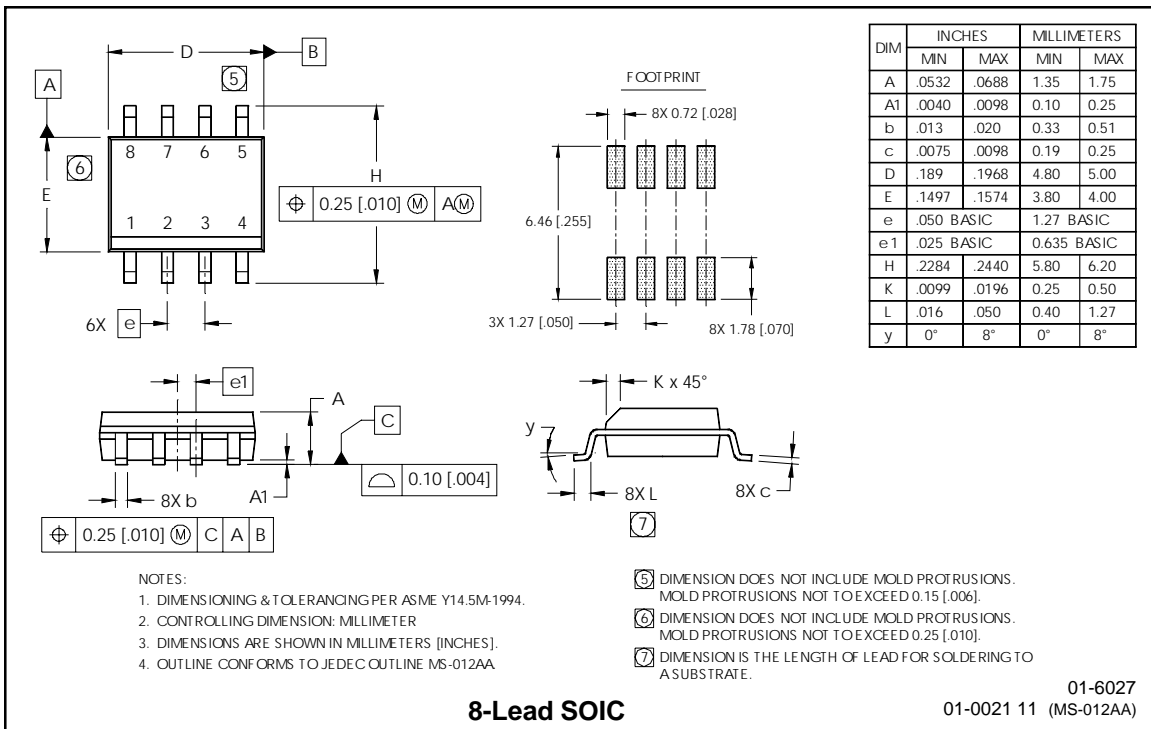 D
B
5
A
8 7 6 5
6
E
H
⌖ 0.25 [.010] Ⓜ AⓂ
1 2 3 4
6X e
FOOTPRINT
8X 0.72 [.028]
6.46 [.255]
3X 1.27 [.050]
8X 1.78 [.070]
DIM INCHES MILLIMETERS
MIN MAX MIN MAX
A .0532 .0688 1.35 1.75
A1 .0040 .0098 0.10 0.25
b .013 .020 0.33 0.51
c .0075 .0098 0.19 0.25
D .189 .1968 4.80 5.00
E .1497 .1574 3.80 4.00
e .050 BASIC 1.27 BASIC
e1 .025 BASIC 0.635 BASIC
H .2284 .2440 5.80 6.20
K .0099 .0196 0.25 0.50
L .016 .050 0.40 1.27
y 0° 8° 0° 8°
e1
A
C
0.10 [.004]
8X b
A1
⌖ 0.25 [.010] Ⓜ C A B
K x 45°
y
8X L
7
8X c
NOTES:
1. DIMENSIONING & TOLERANCING PER ASME Y14.5M-1994.
2. CONTROLLING DIMENSION: MILLIMETER
3. DIMENSIONS ARE SHOWN IN MILLIMETERS [INCHES].
4. OUTLINE CONFORMS TO JEDEC OUTLINE MS-012AA.
5 DIMENSION DOES NOT INCLUDE MOLD PROTRUSIONS.
MOLD PROTRUSIONS NOT TO EXCEED 0.15 [.006].
6 DIMENSION DOES NOT INCLUDE MOLD PROTRUSIONS.
MOLD PROTRUSIONS NOT TO EXCEED 0.25 [.010].
7 DIMENSION IS THE LENGTH OF LEAD FOR SOLDERING TO
A SUBSTRATE.
8-Lead SOIC
01-6027
01-0021 11 (MS-012AA)